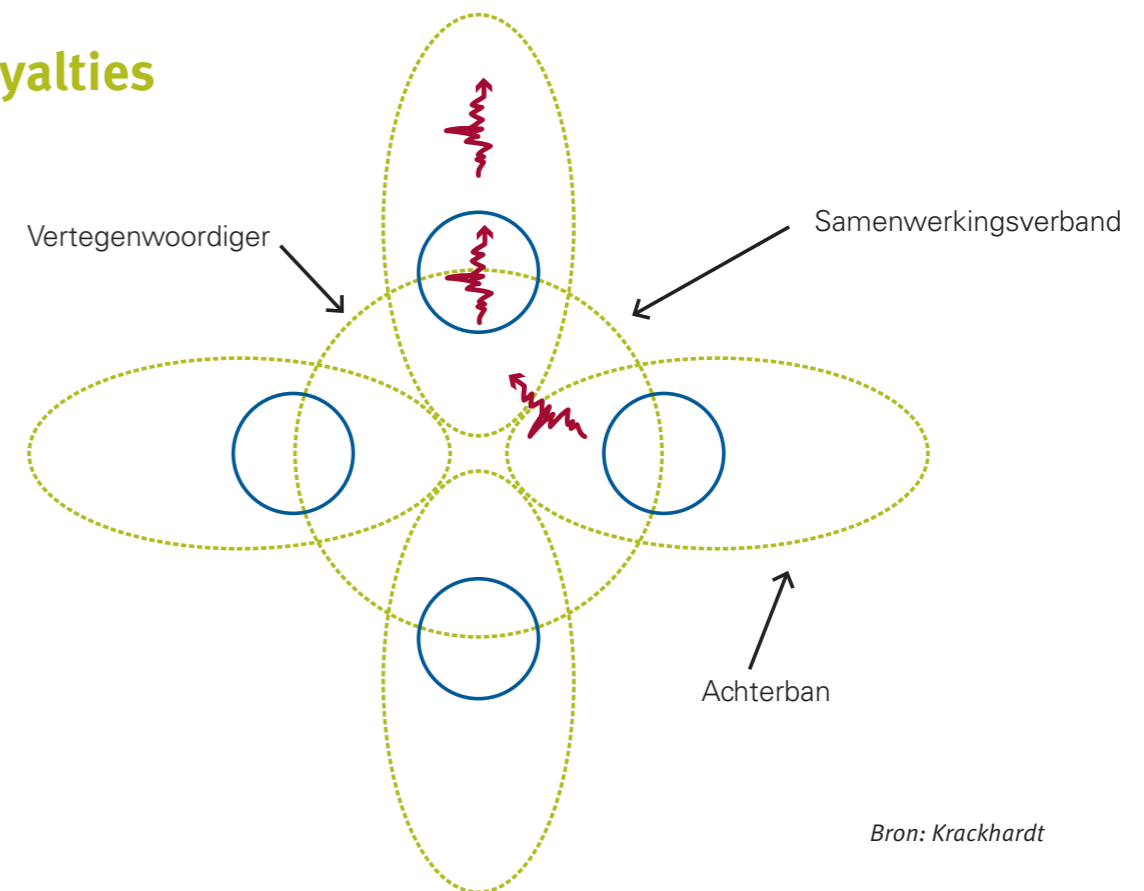 yalties
Vertegenwoordiger
Samenwerkingsverband
Achterban
Bron: Krackhardt